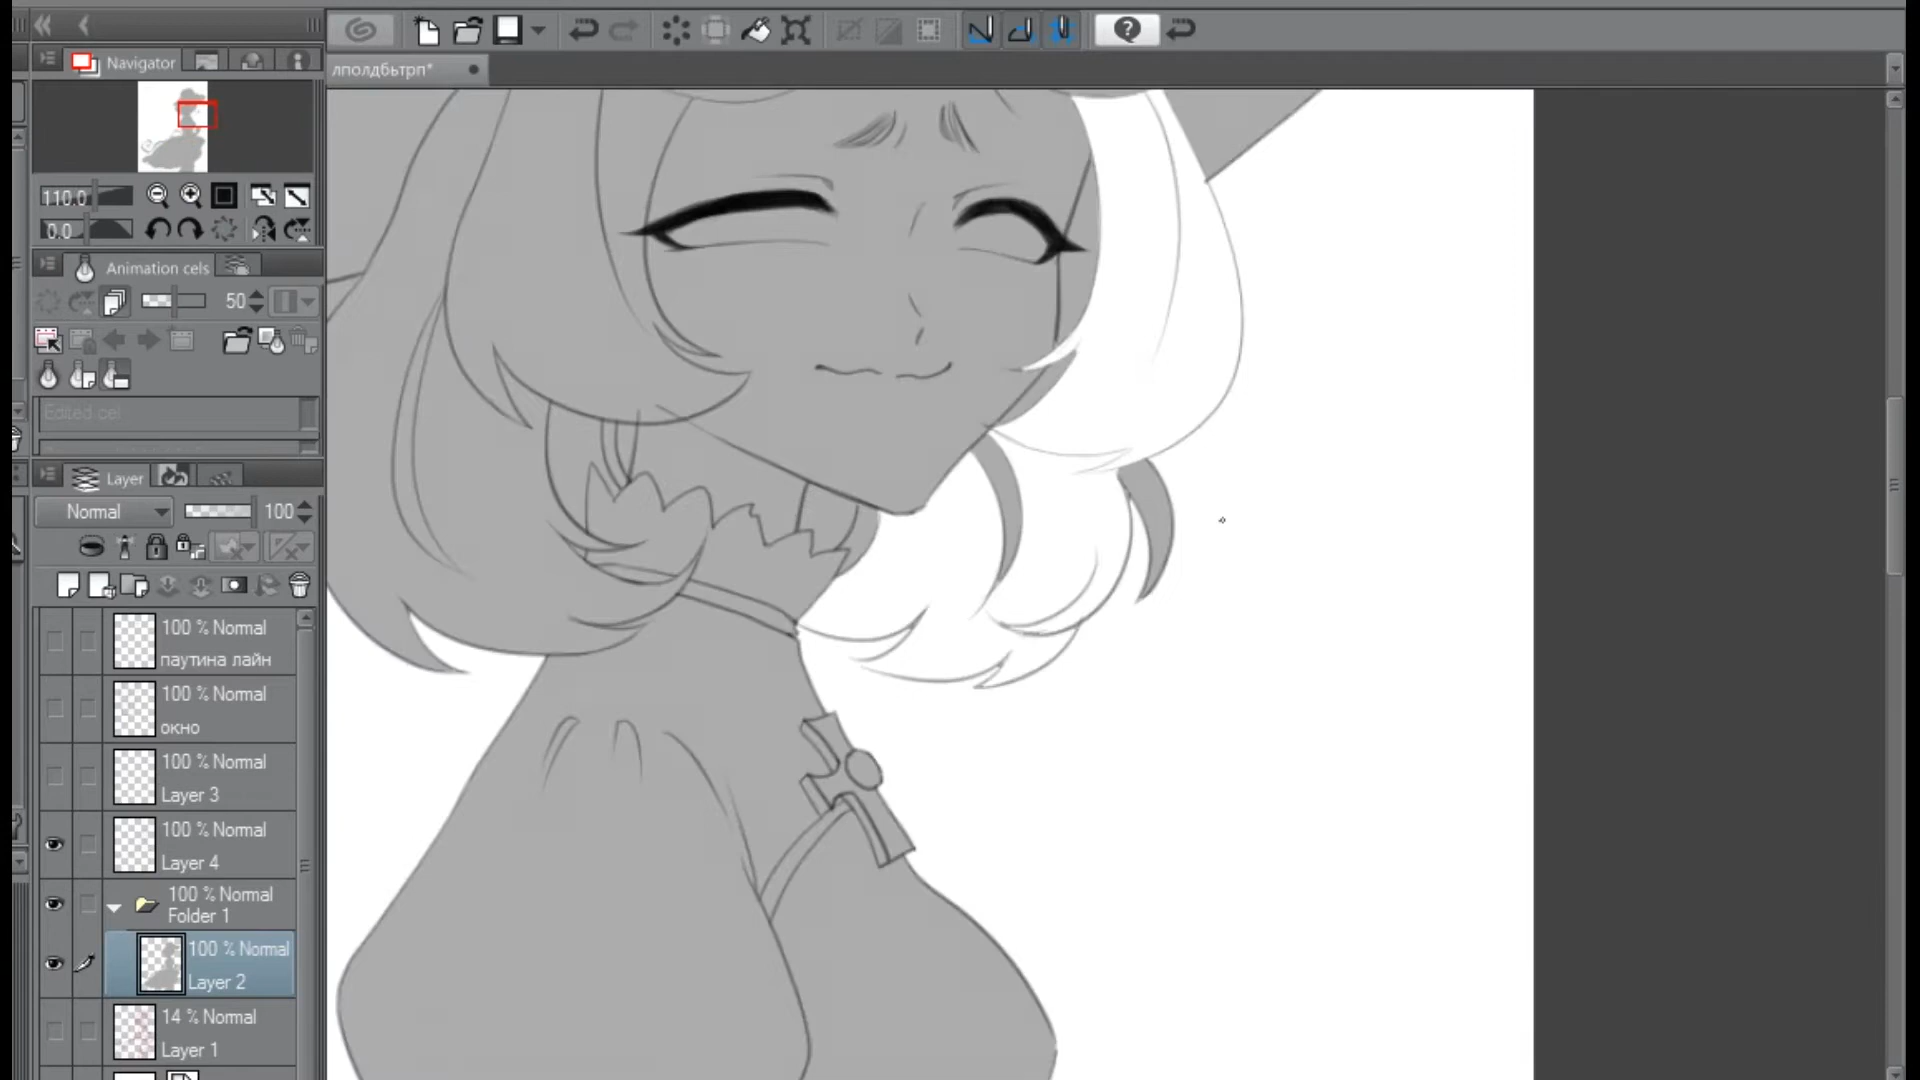 Navigator
лполдбьтрп*
110.0
0.0
Animation cels
50
Edited cel
Layer
Normal
100
100 % Normal
паутина лайн
100 % Normal
окно
100 % Normal
Layer 3
100 % Normal
Layer 4
100 % Normal
Folder 1
100 % Normal
Layer 2
14 % Normal
Layer 1